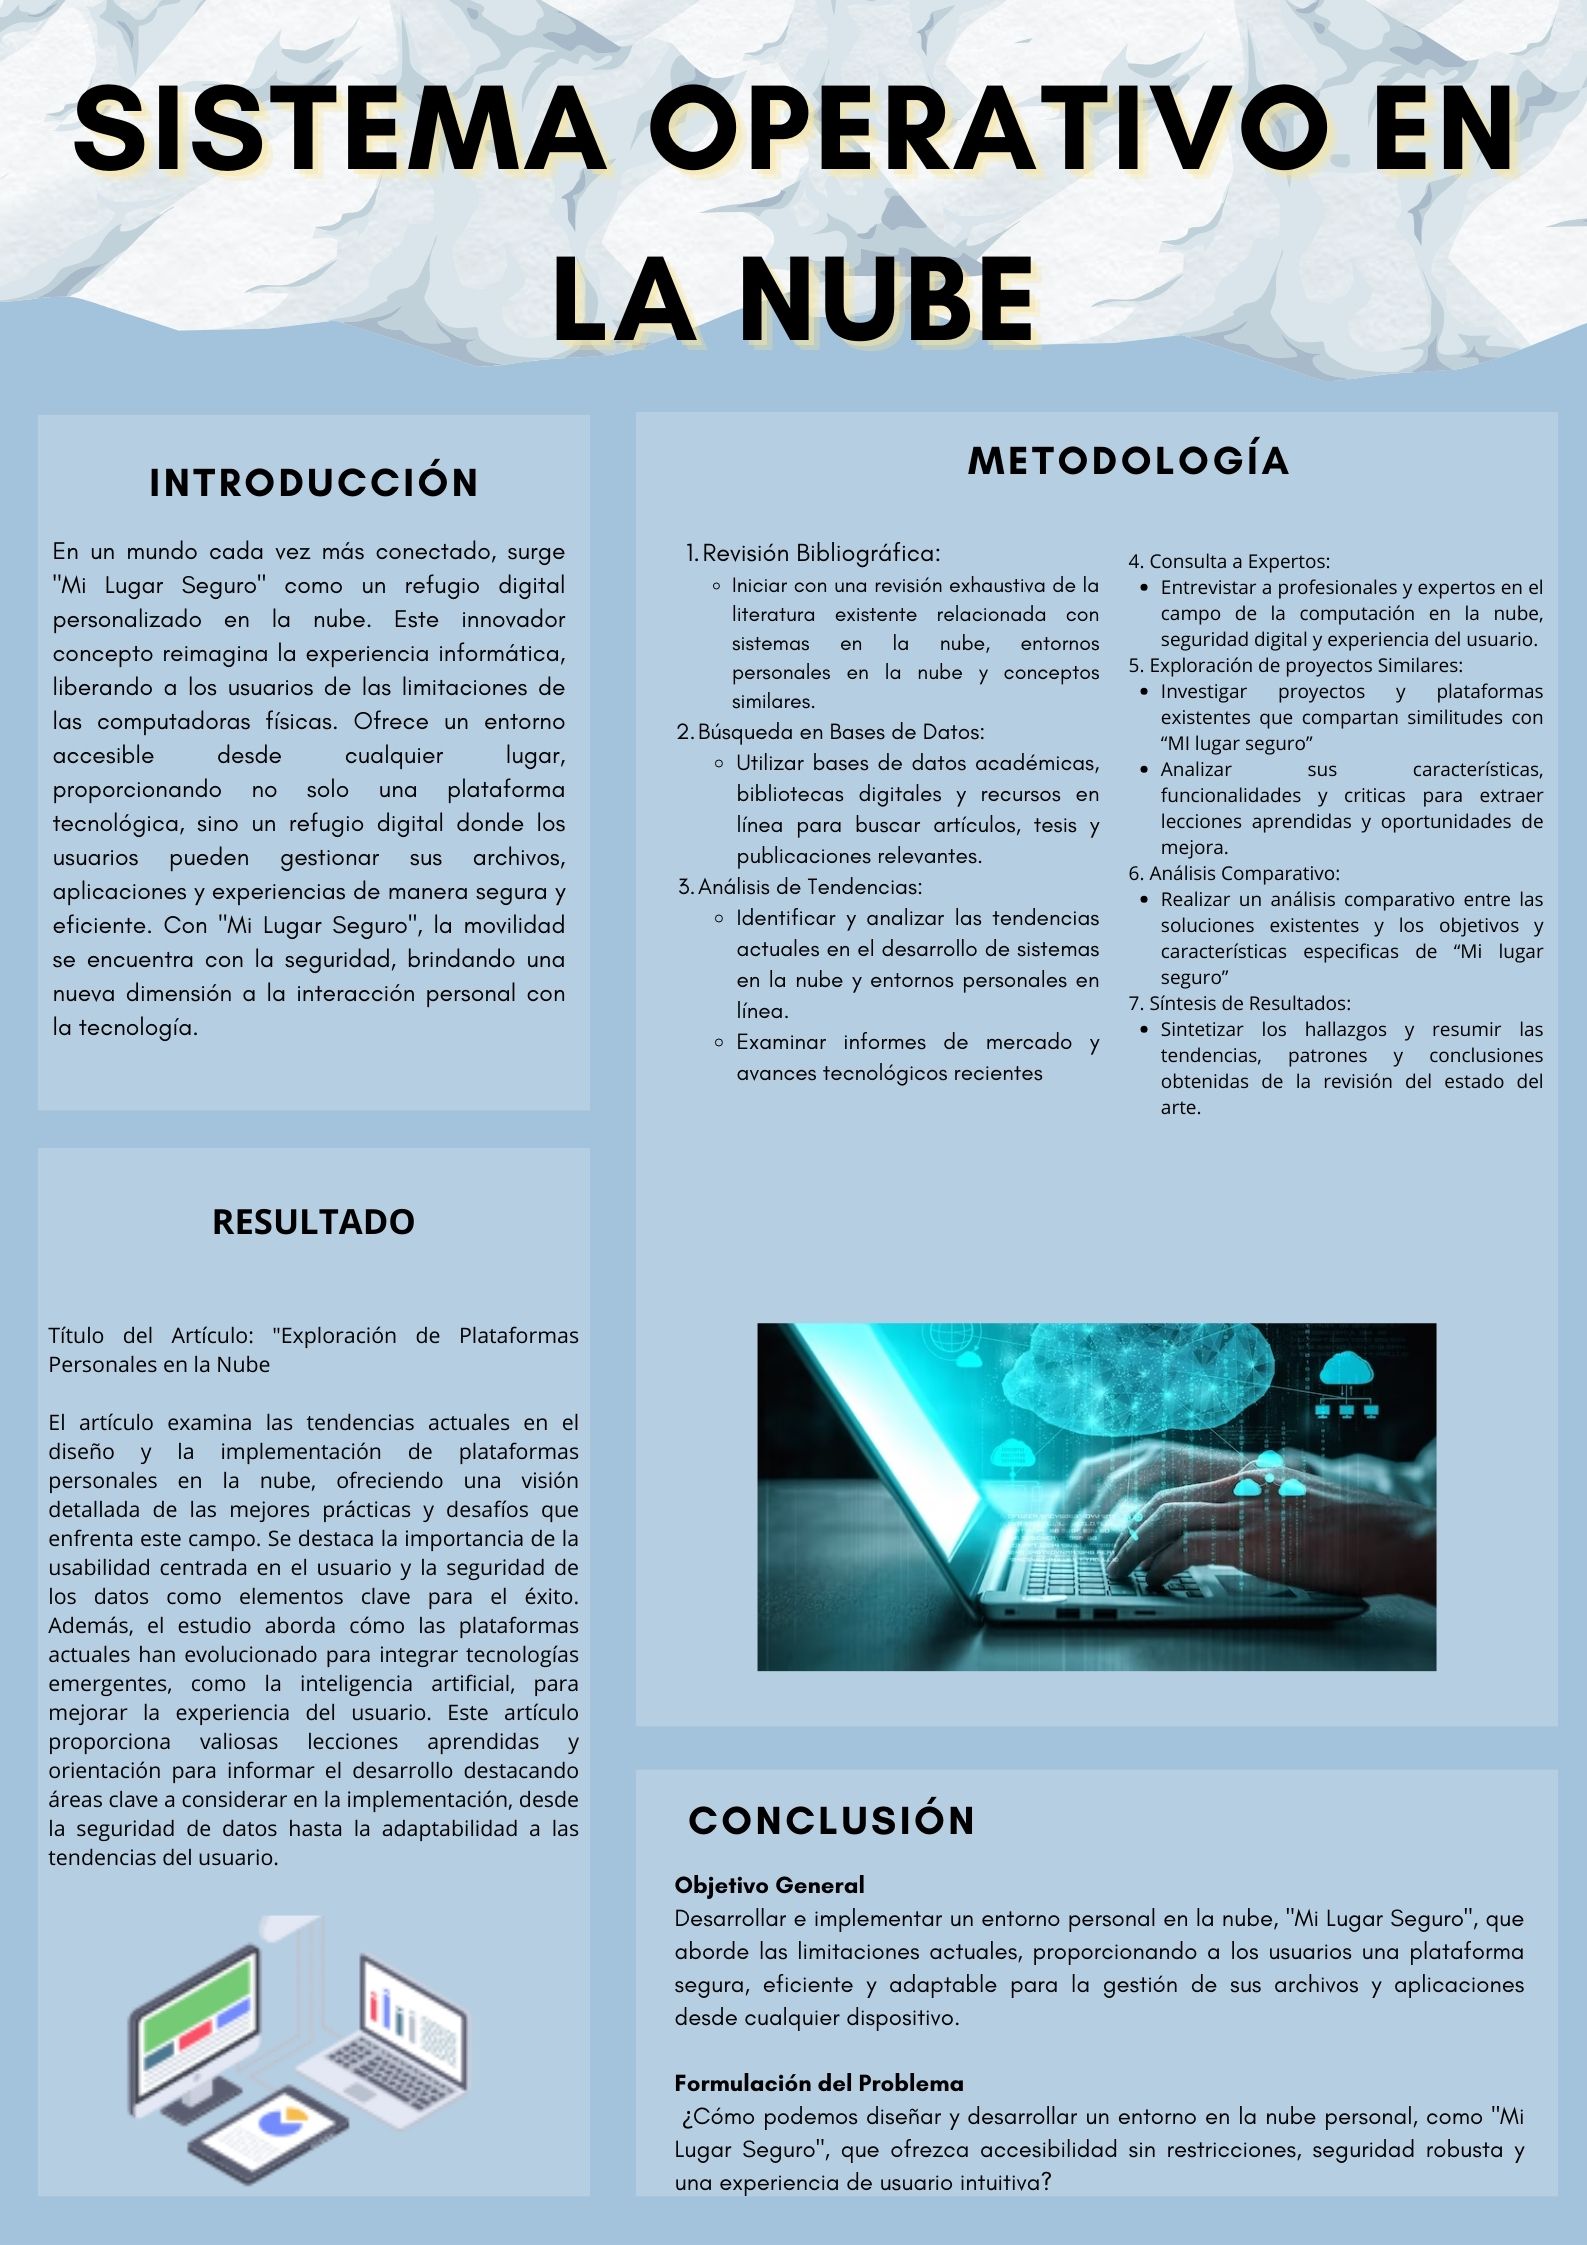 SISTEMA OPERATIVO EN
LA NUBE
INTRODUCCIÓN
En un mundo cada vez más conectado, surge
"Mi Lugar Seguro" como un refugio digital
personalizado en la nube. Este innovador
concepto reimagina la experiencia informática,
liberando a los usuarios de las limitaciones de
las computadoras físicas. Ofrece un entorno
accesible desde cualquier lugar,
proporcionando no solo una plataforma
tecnológica, sino un refugio digital donde los
usuarios pueden gestionar sus archivos,
aplicaciones y experiencias de manera segura y
eficiente. Con "Mi Lugar Seguro", la movilidad
se encuentra con la seguridad, brindando una
nueva dimensión a la interacción personal con
la tecnología.
RESULTADO
Título del Artículo: "Exploración de Plataformas
Personales en la Nube
El artículo examina las tendencias actuales en el
diseño y la implementación de plataformas
personales en la nube, ofreciendo una visión
detallada de las mejores prácticas y desafíos que
enfrenta este campo. Se destaca la importancia de la
usabilidad centrada en el usuario y la seguridad de
los datos como elementos clave para el éxito.
Además, el estudio aborda cómo las plataformas
actuales han evolucionado para integrar tecnologías
emergentes, como la inteligencia artificial, para
mejorar la experiencia del usuario. Este artículo
proporciona valiosas lecciones aprendidas y
orientación para informar el desarrollo destacando
áreas clave a considerar en la implementación, desde
la seguridad de datos hasta la adaptabilidad a las
tendencias del usuario.
METODOLOGÍA
1. Revisión Bibliográfica:
◦ Iniciar con una revisión exhaustiva de la
literatura existente relacionada con
sistemas en la nube, entornos
personales en la nube y conceptos
similares.
2. Búsqueda en Bases de Datos:
◦ Utilizar bases de datos académicas,
bibliotecas digitales y recursos en
línea para buscar artículos, tesis y
publicaciones relevantes.
3. Análisis de Tendencias:
◦ Identificar y analizar las tendencias
actuales en el desarrollo de sistemas
en la nube y entornos personales en
línea.
◦ Examinar informes de mercado y
avances tecnológicos recientes
4. Consulta a Expertos:
• Entrevistar a profesionales y expertos en el
campo de la computación en la nube,
seguridad digital y experiencia del usuario.
5. Exploración de proyectos Similares:
• Investigar proyectos y plataformas
existentes que compartan similitudes con
“MI lugar seguro”
• Analizar sus características,
funcionalidades y criticas para extraer
lecciones aprendidas y oportunidades de
mejora.
6. Análisis Comparativo:
• Realizar un análisis comparativo entre las
soluciones existentes y los objetivos y
características especificas de “Mi lugar
seguro”
7. Síntesis de Resultados:
• Sintetizar los hallazgos y resumir las
tendencias, patrones y conclusiones
obtenidas de la revisión del estado del
arte.
CONCLUSIÓN
Objetivo General
Desarrollar e implementar un entorno personal en la nube, "Mi Lugar Seguro", que
aborde las limitaciones actuales, proporcionando a los usuarios una plataforma
segura, eficiente y adaptable para la gestión de sus archivos y aplicaciones
desde cualquier dispositivo.
Formulación del Problema
¿Cómo podemos diseñar y desarrollar un entorno en la nube personal, como "Mi
Lugar Seguro", que ofrezca accesibilidad sin restricciones, seguridad robusta y
una experiencia de usuario intuitiva?